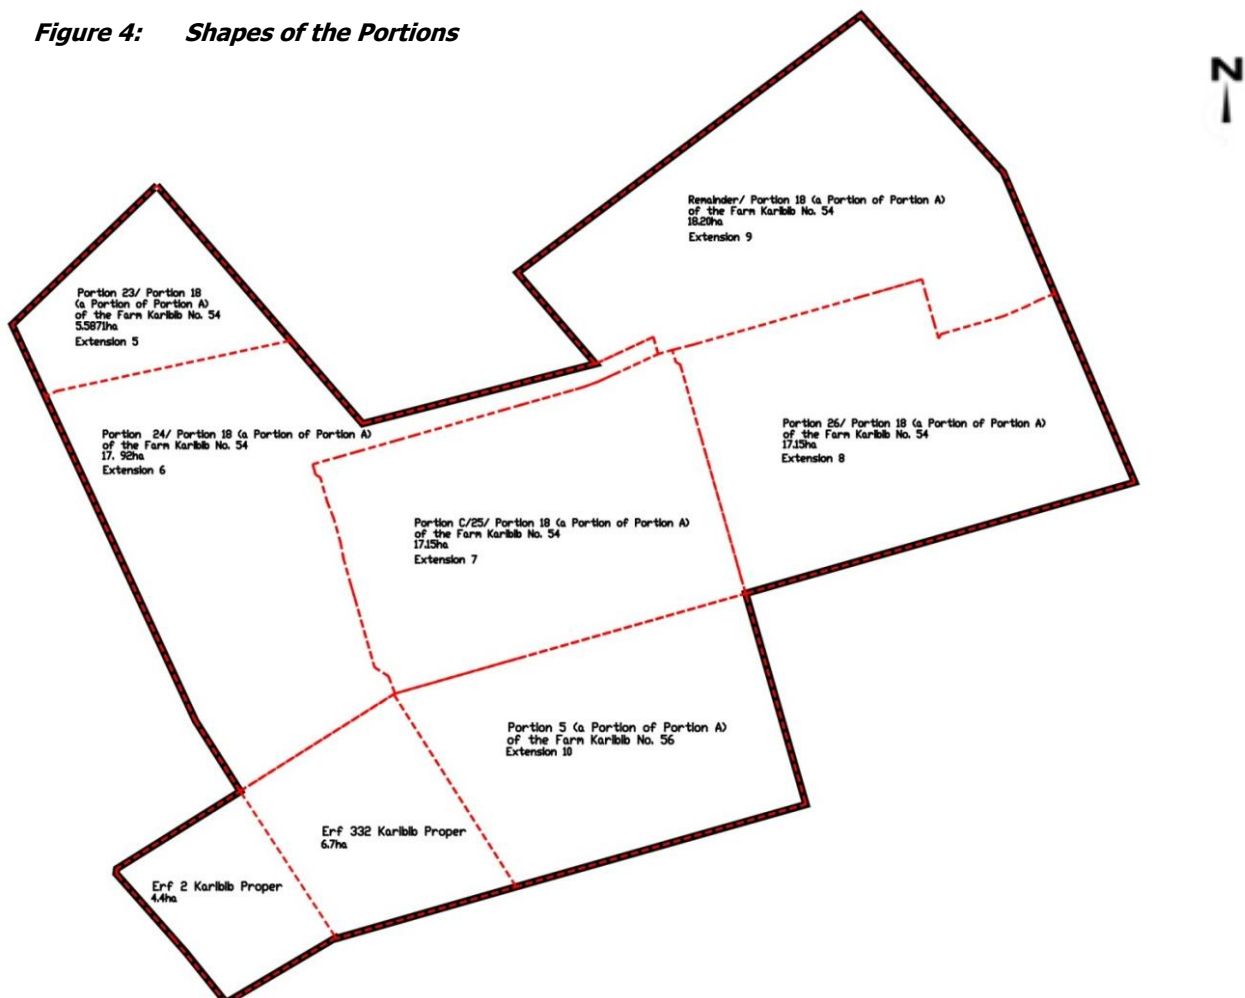 Figure 4: Shapes of the Portions
N
Remainder/ Portion 18 (a Portion of Portion A)
of the Farm Karibib No. 54
18.20ha
Extension 9
Portion 23/ Portion 18
(a Portion of Portion A)
of the Farm Karibib No. 54
5.5871ha
Extension 5
Portion 24/ Portion 18 (a Portion of Portion A)
of the Farm Karibib No. 54
17. 92ha
Extension 6
Portion 26/ Portion 18 (a Portion of Portion A)
of the Farm Karibib No. 54
17.15ha
Extension 8
Portion C/25/ Portion 18 (a Portion of Portion A)
of the Farm Karibib No. 54
17.15ha
Extension 7
Portion 5 (a Portion of Portion A)
of the Farm Karibib No. 56
Extension 10
Erf 332 Karibib Proper
6.7ha
Erf 2 Karibib Proper
4.4ha